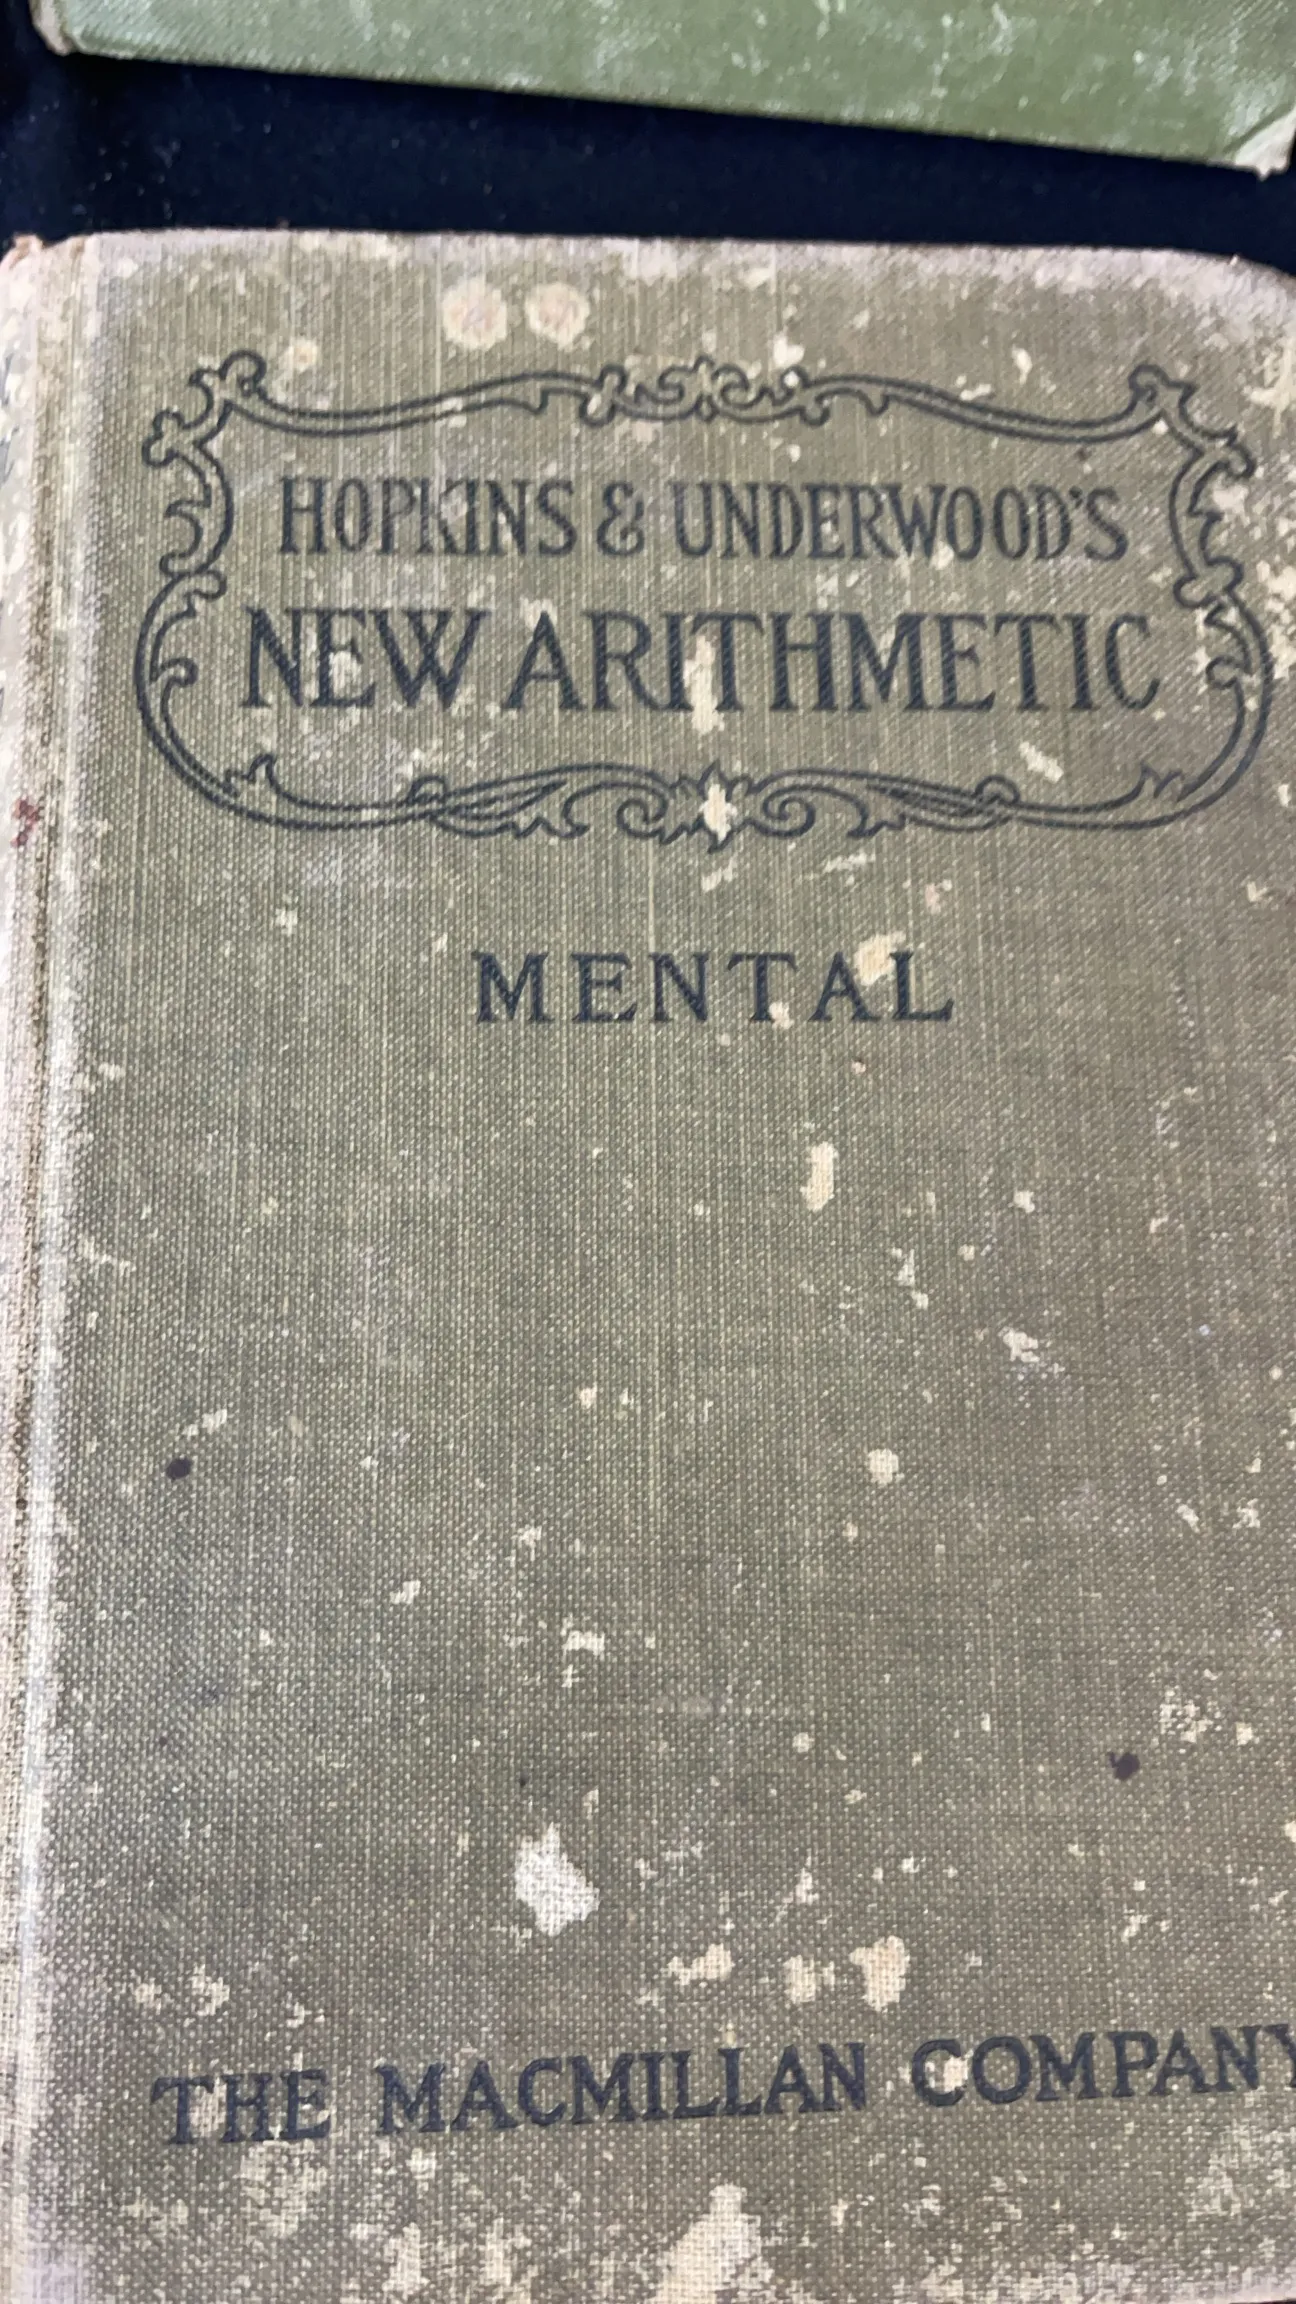 HOPKINS & UNDERWOOD'S
NEW ARITHMETIC
MENTAL
THE MACMILLAN COMPANY